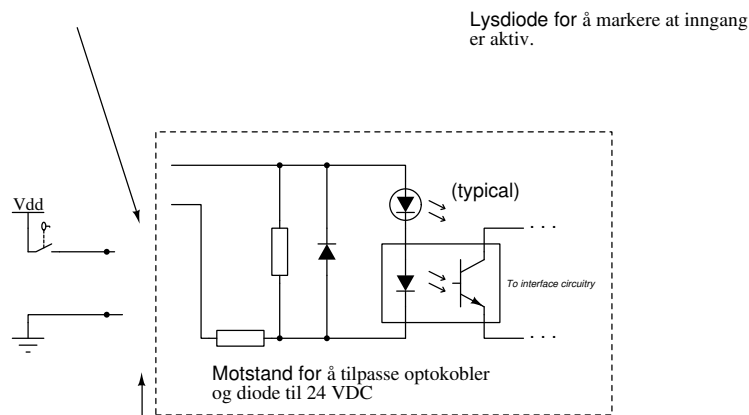 Lysdiode for å markere at inngang
er aktiv.
(typical)
Vdd
To interface circuitry
Motstand for å tilpasse optokobler
og diode til 24 VDC